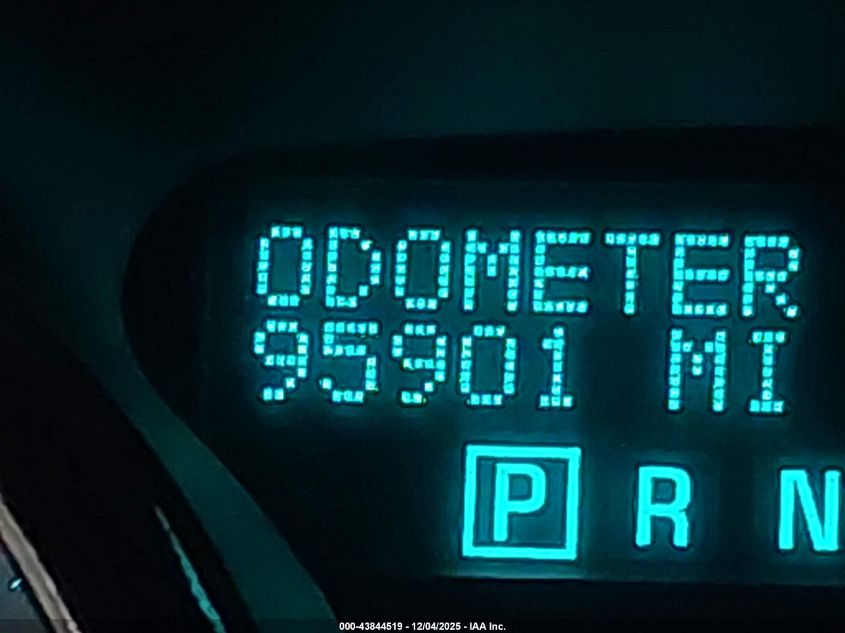 ODOMETER
95901 MI
P R N
000-43844519 - 12/04/2025 - IAA Inc.